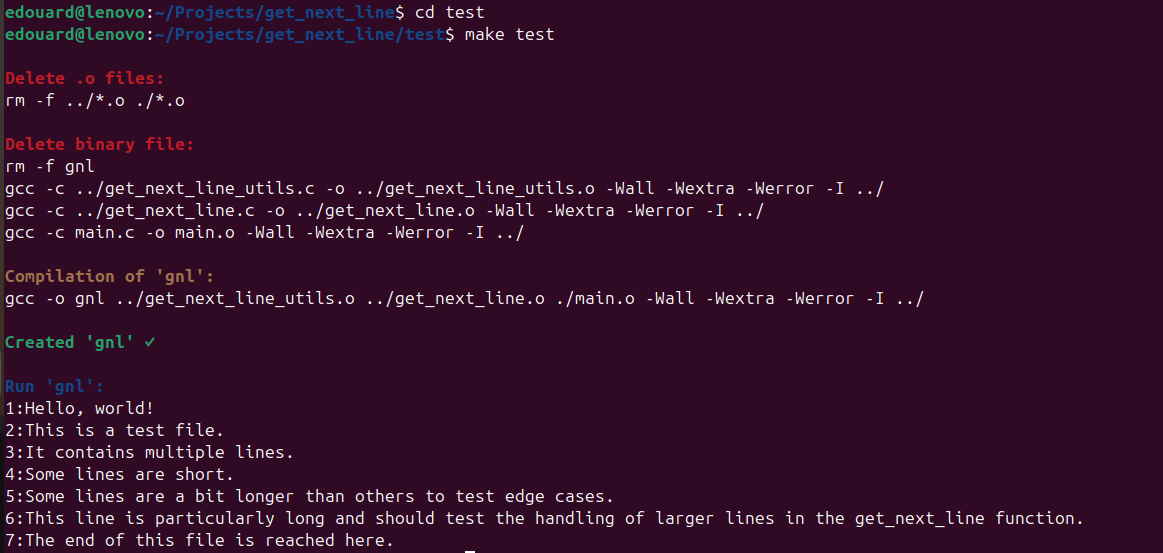 edouard@lenovo:~/Projects/get_next_line$ cd test
edouard@lenovo:~/Projects/get_next_line/test$ make test
Delete .o files:
rm -f ../*.o ./*.o
Delete binary file:
rm -f gnl
gcc -c ../get_next_line_utils.c -o ../get_next_line_utils.o -Wall -Wextra -Werror -I ../
gcc -c ../get_next_line.c -o ../get_next_line.o -Wall -Wextra -Werror -I ../
gcc -c main.c -o main.o -Wall -Wextra -Werror -I ../
Compilation of 'gnl':
gcc -o gnl ../get_next_line_utils.o ../get_next_line.o ./main.o -Wall -Wextra -Werror -I ../
Created 'gnl' ✓
Run 'gnl':
1:Hello, world!
2:This is a test file.
3:It contains multiple lines.
4:Some lines are short.
5:Some lines are a bit longer than others to test edge cases.
6:This line is particularly long and should test the handling of larger lines in the get_next_line function.
7:The end of this file is reached here.